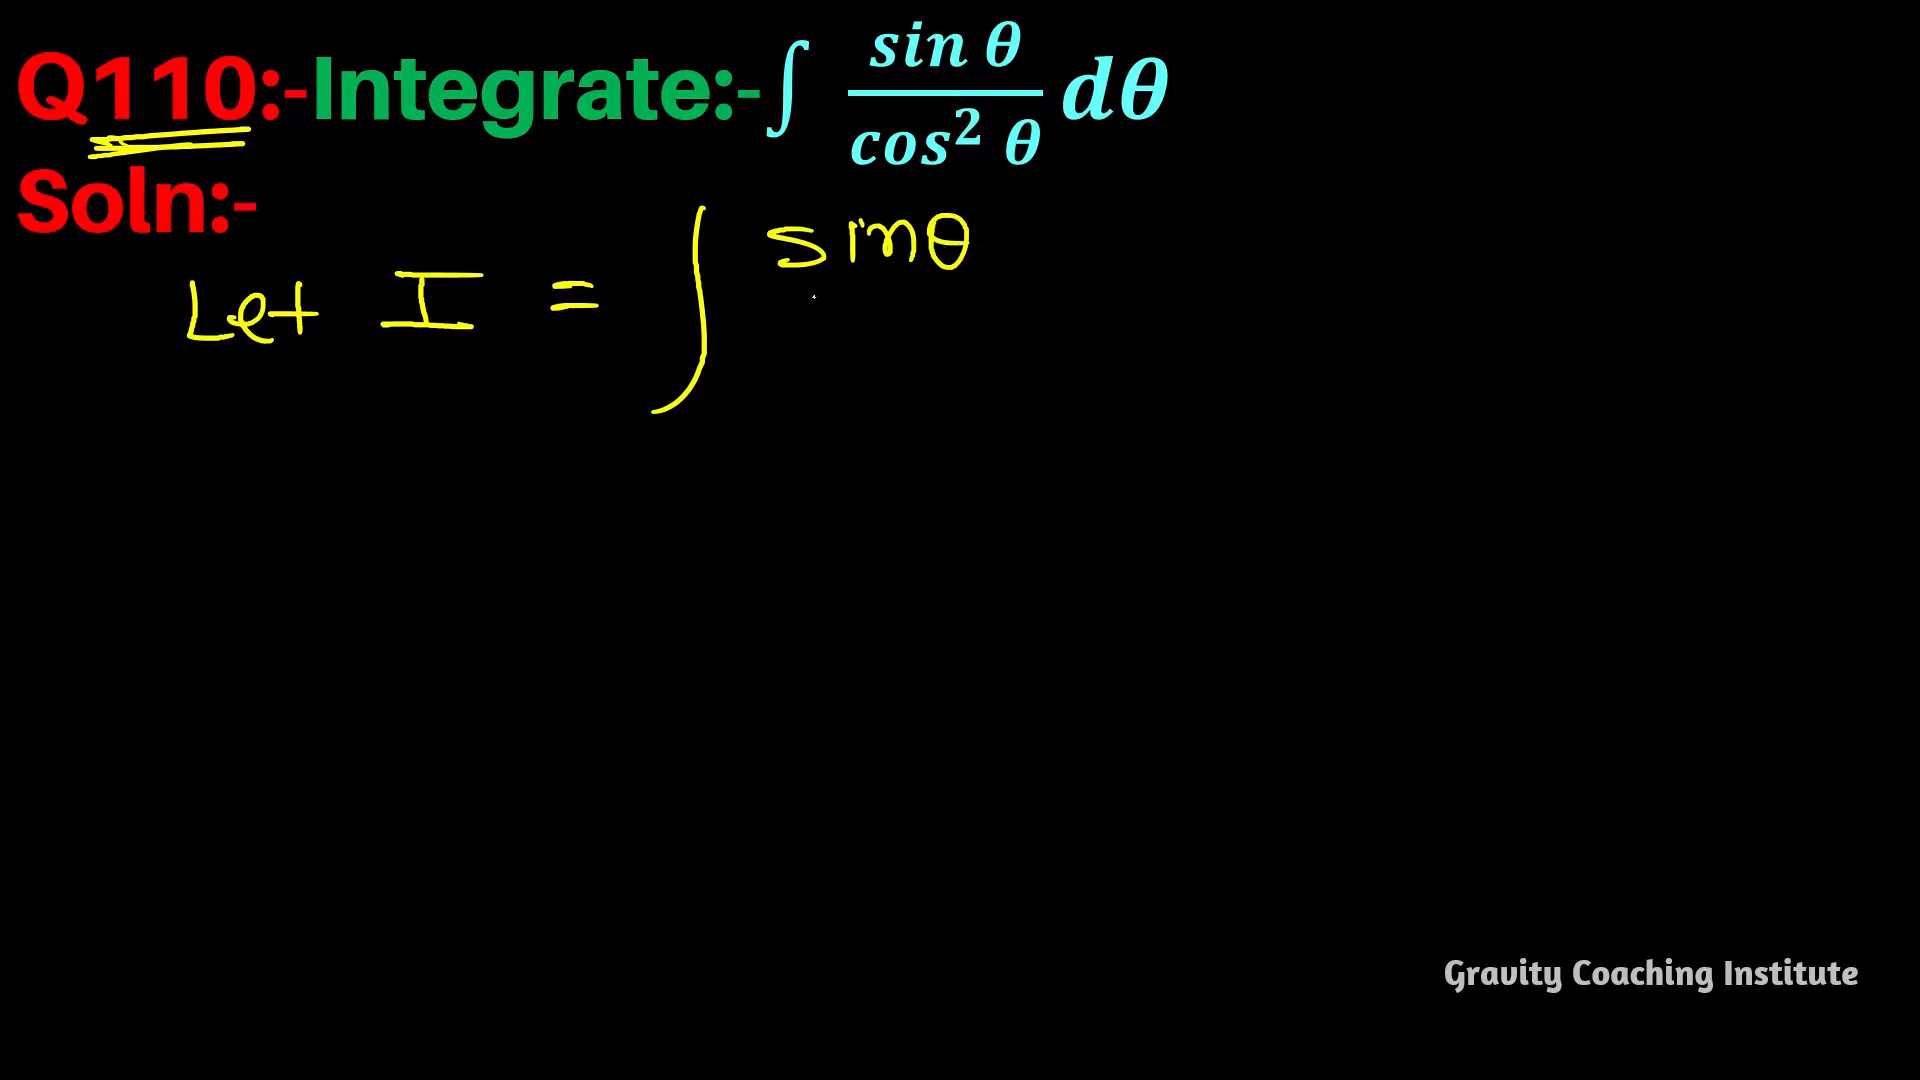 Q110:-Integrate:-∫ sin θ / cos² θ dθ
Soln:-
Let I = ∫ sinθ
Gravity Coaching Institute